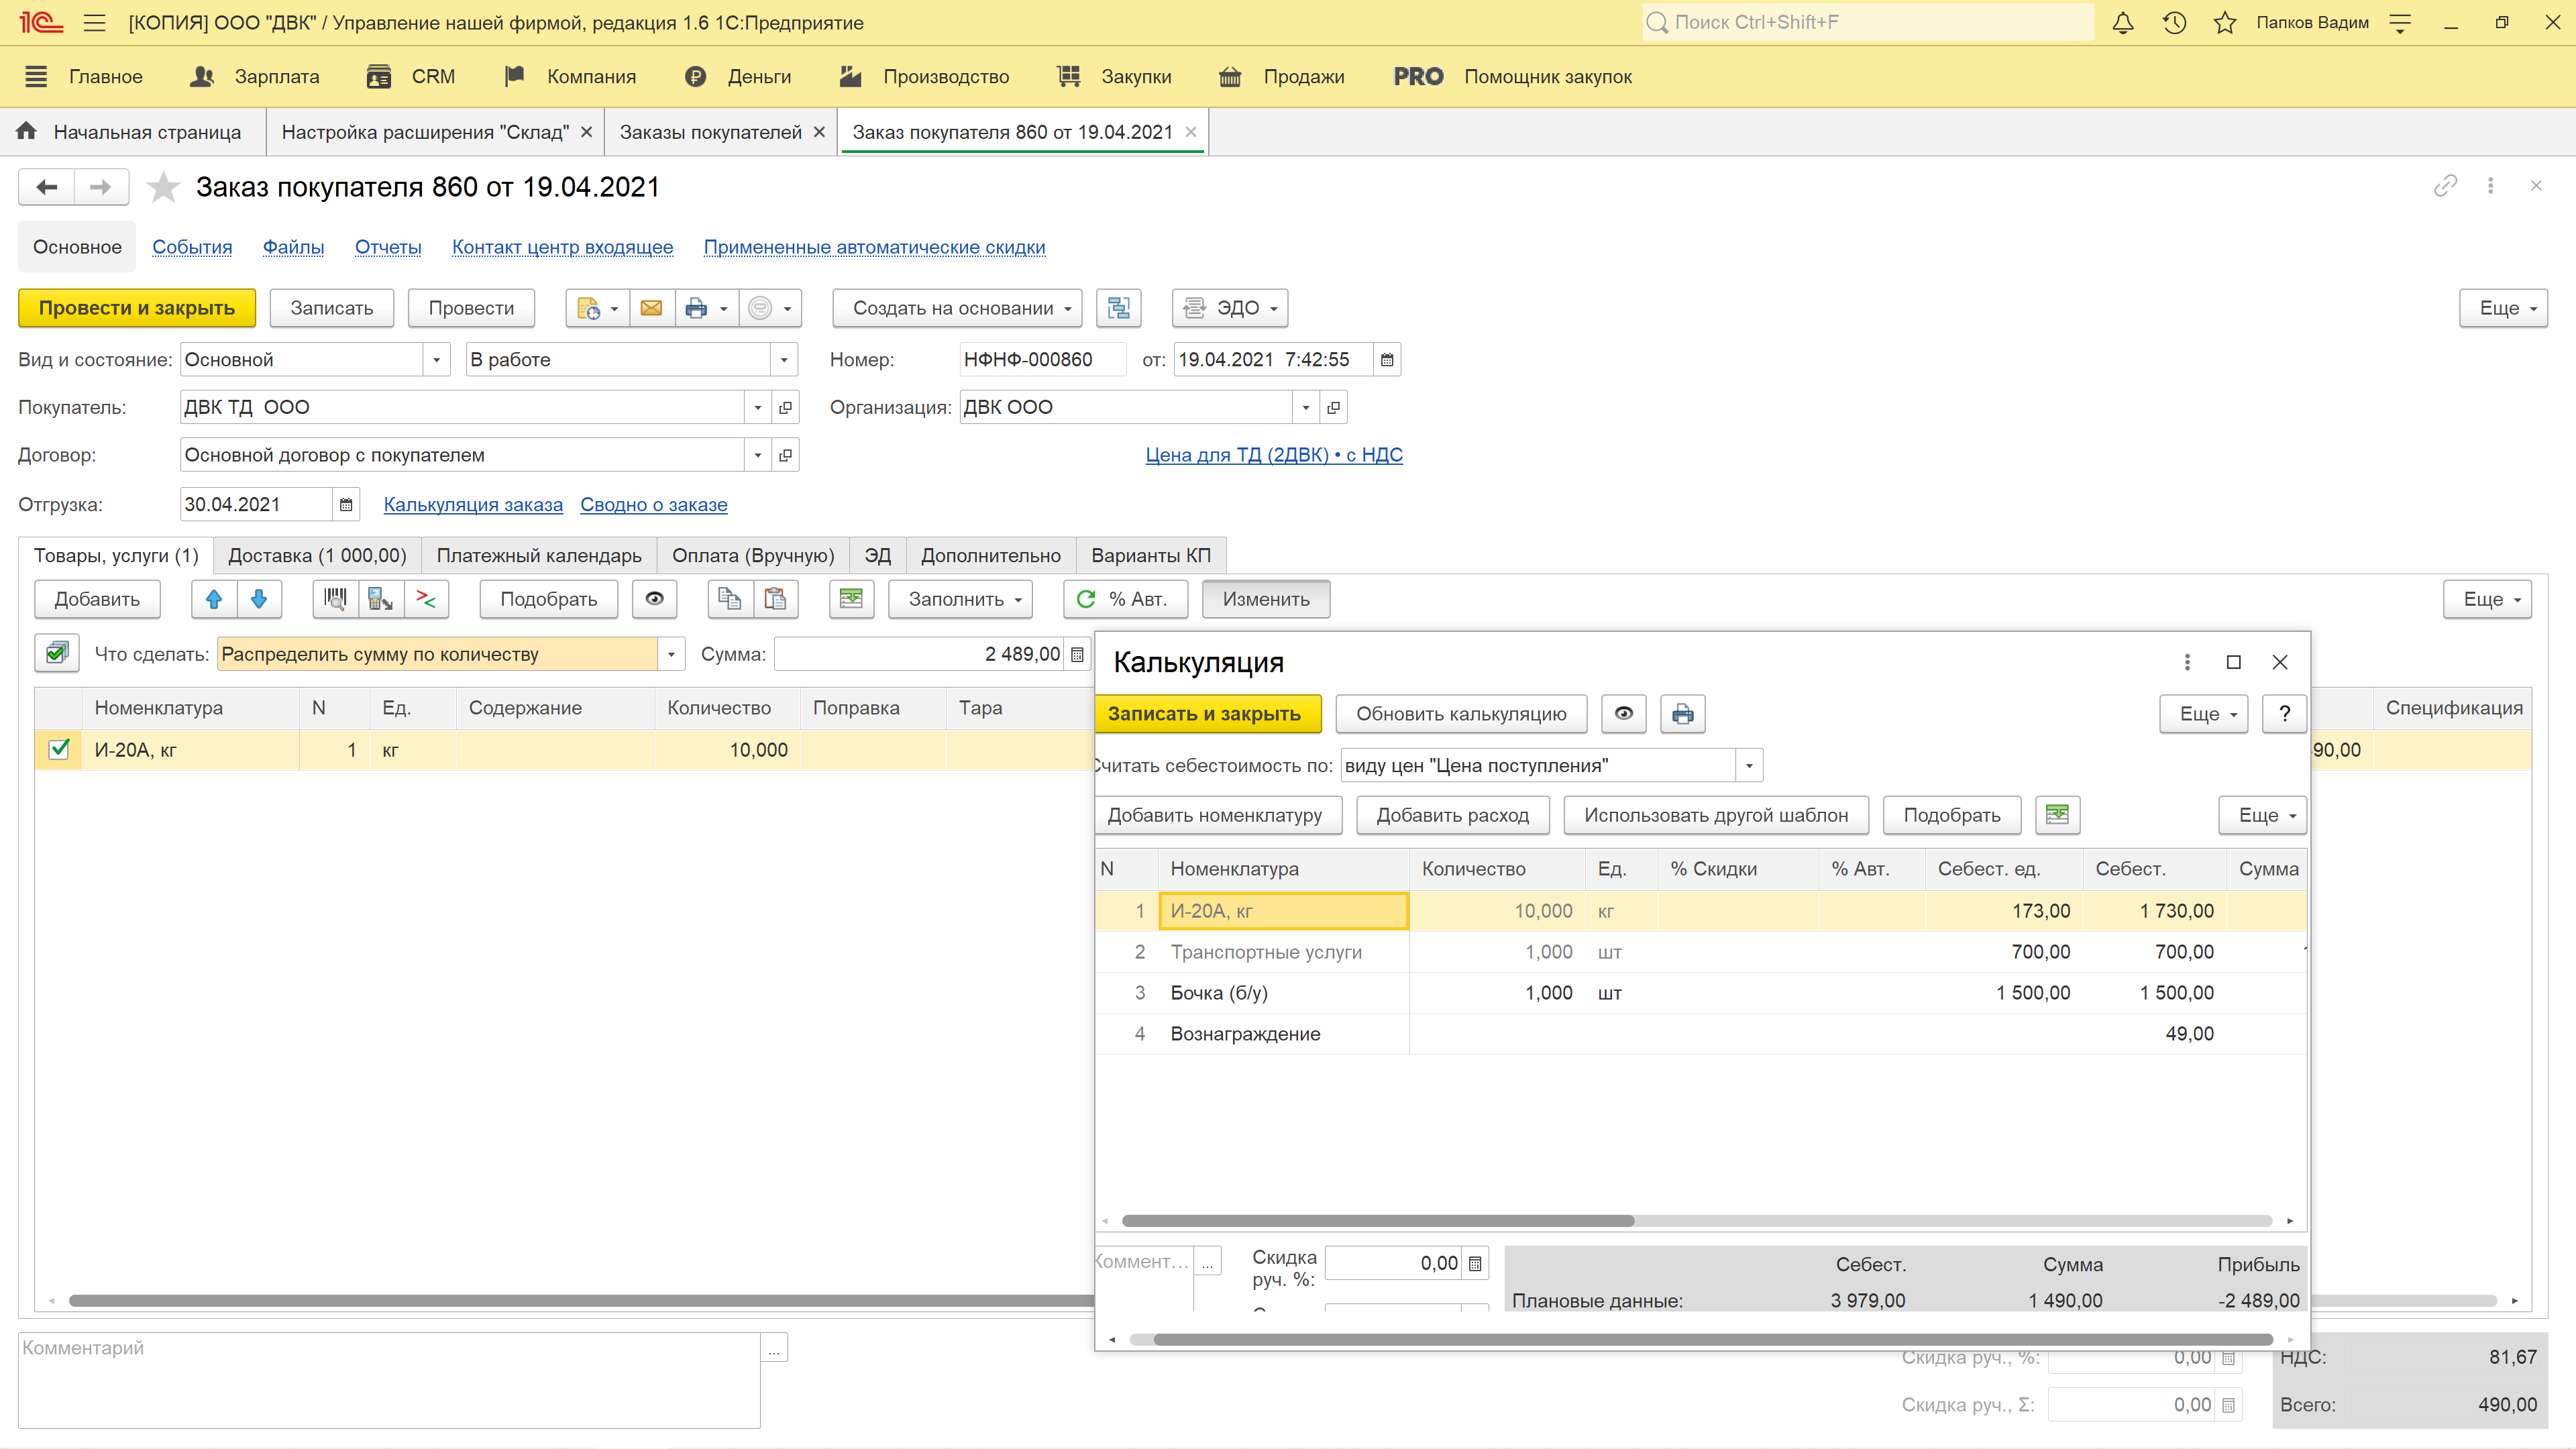 [КОПИЯ] ООО "ДВК" / Управление нашей фирмой, редакция 1.6 1С:Предприятие
Поиск Ctrl+Shift+F
Папков Вадим
Главное Зарплата CRM Компания Деньги Производство Закупки Продажи PRO Помощник закупок
Начальная страница Настройка расширения "Склад" Заказы покупателей Заказ покупателя 860 от 19.04.2021
Заказ покупателя 860 от 19.04.2021
Основное События Файлы Отчеты Контакт центр входящее Примененные автоматические скидки
Провести и закрыть Записать Провести Создать на основании ЭДО Еще
Вид и состояние: Основной В работе Номер: НФНФ-000860 от: 19.04.2021 7:42:55
Покупатель: ДВК ТД ООО Организация: ДВК ООО
Договор: Основной договор с покупателем Цена для ТД (2ДВК) • с НДС
Отгрузка: 30.04.2021 Калькуляция заказа Сводно о заказе
Товары, услуги (1) Доставка (1 000,00) Платежный календарь Оплата (Вручную) ЭД Дополнительно Варианты КП
Добавить Подобрать Заполнить % Авт. Изменить Еще
Что сделать: Распределить сумму по количеству Сумма: 2 489,00
Номенклатура N Ед. Содержание Количество Поправка Тара Спецификация
И-20А, кг 1 кг 10,000 90,00
Калькуляция
Записать и закрыть Обновить калькуляцию Еще ?
Считать себестоимость по: виду цен "Цена поступления"
Добавить номенклатуру Добавить расход Использовать другой шаблон Подобрать Еще
N Номенклатура Количество Ед. % Скидки % Авт. Себест. ед. Себест. Сумма
1 И-20А, кг 10,000 кг 173,00 1 730,00
2 Транспортные услуги 1,000 шт 700,00 700,00
3 Бочка (б/у) 1,000 шт 1 500,00 1 500,00
4 Вознаграждение 49,00
Коммент... ... Скидка руч. %: 0,00 Себест. Сумма Прибыль
Плановые данные: 3 979,00 1 490,00 -2 489,00
Комментарий ...
Скидка руч., %: 0,00 НДС: 81,67
Скидка руч., Σ: 0,00 Всего: 490,00